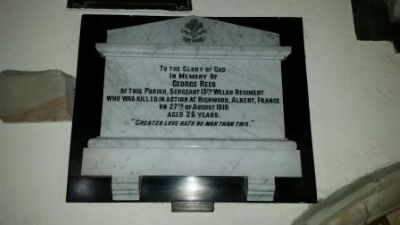 To the Glory of God
In Memory of
George Rees
of this Parish, Sergeant 13th Welsh Regiment
who was killed in action at Highwood, Albert, France
on 27th of August 1918
aged 26 years.
"Greater love hath no man than this."